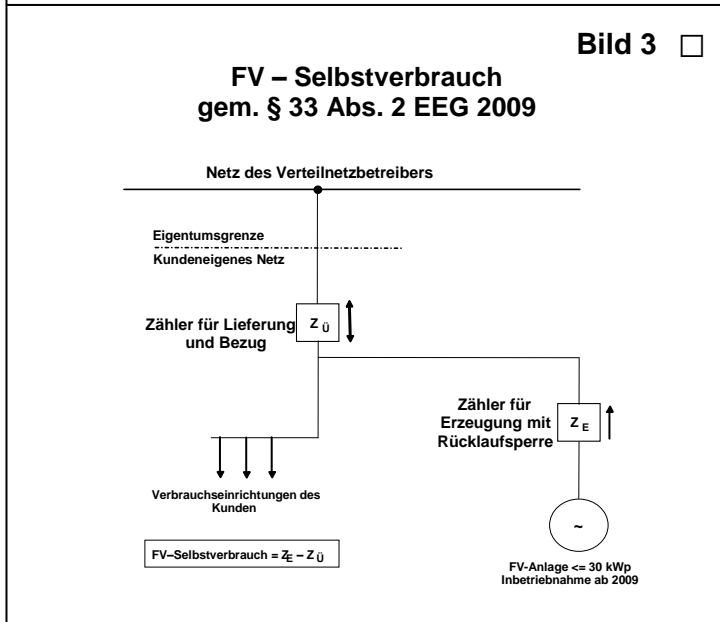 Bild 3 □
FV – Selbstverbrauch
gem. § 33 Abs. 2 EEG 2009
Netz des Verteilnetzbetreibers
Eigentumsgrenze
Kundeneigenes Netz
Zähler für Lieferung
und Bezug
Z Ü
Zähler für
Erzeugung mit
Rücklaufsperre
Z E
Verbrauchseinrichtungen des
Kunden
~
FV–Selbstverbrauch = ZE – Z Ü
FV-Anlage <= 30 kWp
Inbetriebnahme ab 2009